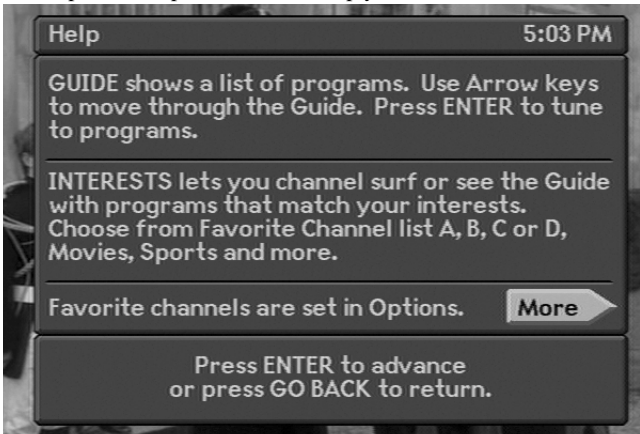 Help 5:03 PM
GUIDE shows a list of programs. Use Arrow keys
to move through the Guide. Press ENTER to tune
to programs.
INTERESTS lets you channel surf or see the Guide
with programs that match your interests.
Choose from Favorite Channel list A, B, C or D,
Movies, Sports and more.
Favorite channels are set in Options. More
Press ENTER to advance
or press GO BACK to return.